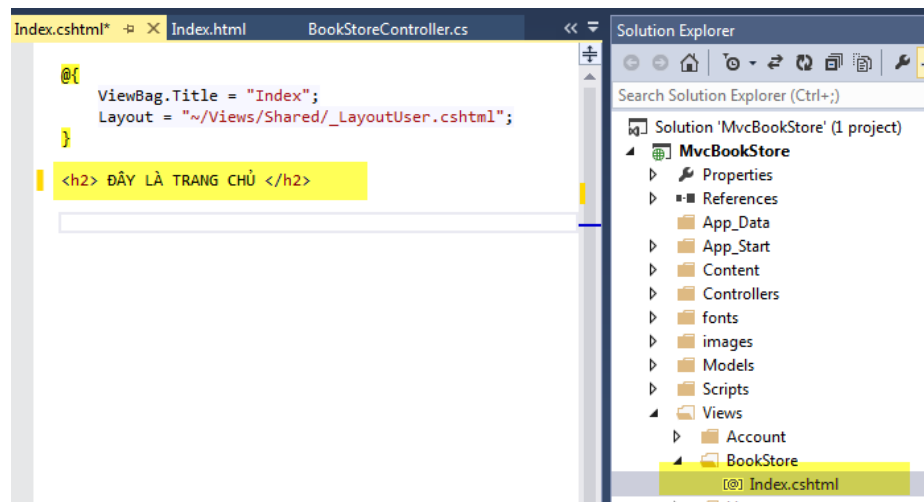 Index.cshtml* Index.html BookStoreController.cs
@{
ViewBag.Title = "Index";
Layout = "~/Views/Shared/_LayoutUser.cshtml";
}
<h2> ĐÂY LÀ TRANG CHỦ </h2>
Solution Explorer
Search Solution Explorer (Ctrl+;)
Solution 'MvcBookStore' (1 project)
MvcBookStore
Properties
References
App_Data
App_Start
Content
Controllers
fonts
images
Models
Scripts
Views
Account
BookStore
[@] Index.cshtml